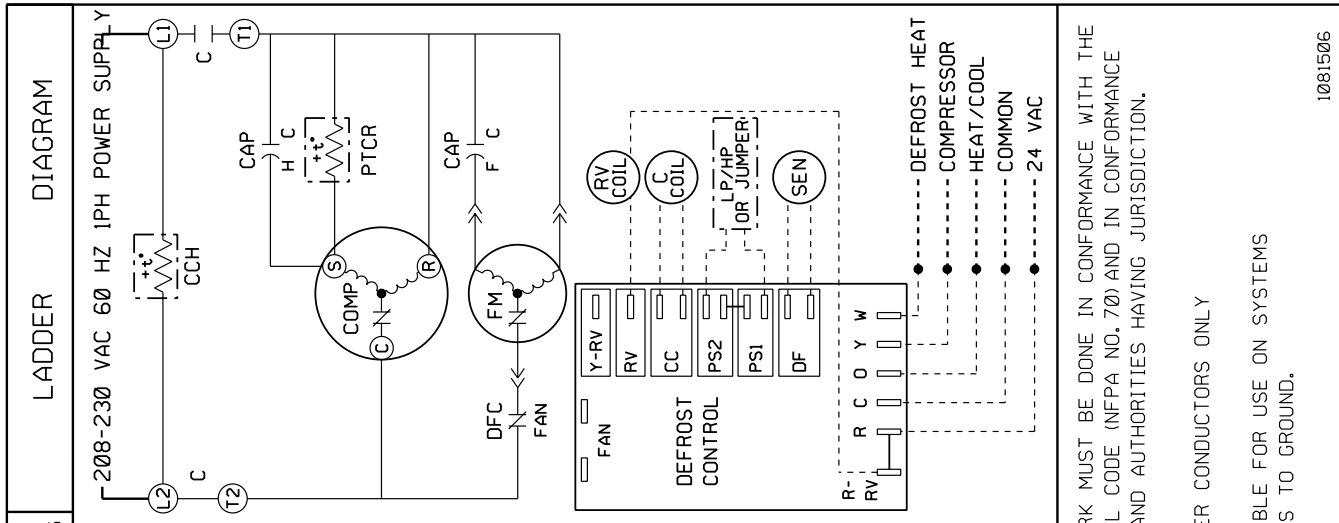 LADDER DIAGRAM
208-230 VAC 60 HZ 1PH POWER SUPPLY
L2
L1
+t°
CCH
C
T2
C
T1
CAP
H C
+t°
PTCR
S
R
COMP
C
CAP
F C
FM
DFC
FAN
FAN
DEFROST
CONTROL
Y-RV
RV
CC
PS2
PS1
DF
RV
COIL
C
COIL
LP/HP
OR JUMPER
SEN
R-
RV
R C O Y W
DEFROST HEAT
COMPRESSOR
HEAT/COOL
COMMON
24 VAC
MUST BE DONE IN CONFORMANCE WITH THE
CODE (NFPA NO. 70) AND IN CONFORMANCE
AND AUTHORITIES HAVING JURISDICTION.
CONDUCTORS ONLY
FOR USE ON SYSTEMS
TO GROUND.
1081506